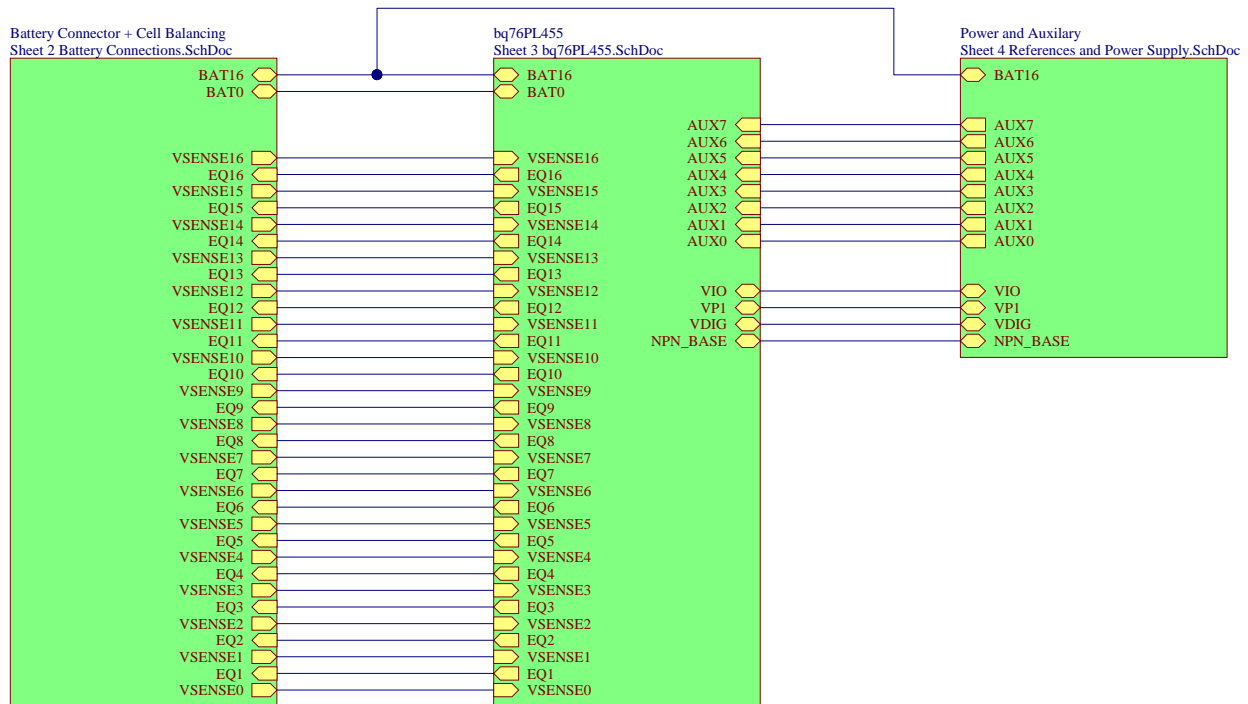 Battery Connector + Cell Balancing
Sheet 2 Battery Connections.SchDoc
BAT16
BAT0
VSENSE16
EQ16
VSENSE15
EQ15
VSENSE14
EQ14
VSENSE13
EQ13
VSENSE12
EQ12
VSENSE11
EQ11
VSENSE10
EQ10
VSENSE9
EQ9
VSENSE8
EQ8
VSENSE7
EQ7
VSENSE6
EQ6
VSENSE5
EQ5
VSENSE4
EQ4
VSENSE3
EQ3
VSENSE2
EQ2
VSENSE1
EQ1
VSENSE0
bq76PL455
Sheet 3 bq76PL455.SchDoc
BAT16
BAT0
VSENSE16
EQ16
VSENSE15
EQ15
VSENSE14
EQ14
VSENSE13
EQ13
VSENSE12
EQ12
VSENSE11
EQ11
VSENSE10
EQ10
VSENSE9
EQ9
VSENSE8
EQ8
VSENSE7
EQ7
VSENSE6
EQ6
VSENSE5
EQ5
VSENSE4
EQ4
VSENSE3
EQ3
VSENSE2
EQ2
VSENSE1
EQ1
VSENSE0
AUX7
AUX6
AUX5
AUX4
AUX3
AUX2
AUX1
AUX0
VIO
VP1
VDIG
NPN_BASE
Power and Auxilary
Sheet 4 References and Power Supply.SchDoc
BAT16
AUX7
AUX6
AUX5
AUX4
AUX3
AUX2
AUX1
AUX0
VIO
VP1
VDIG
NPN_BASE